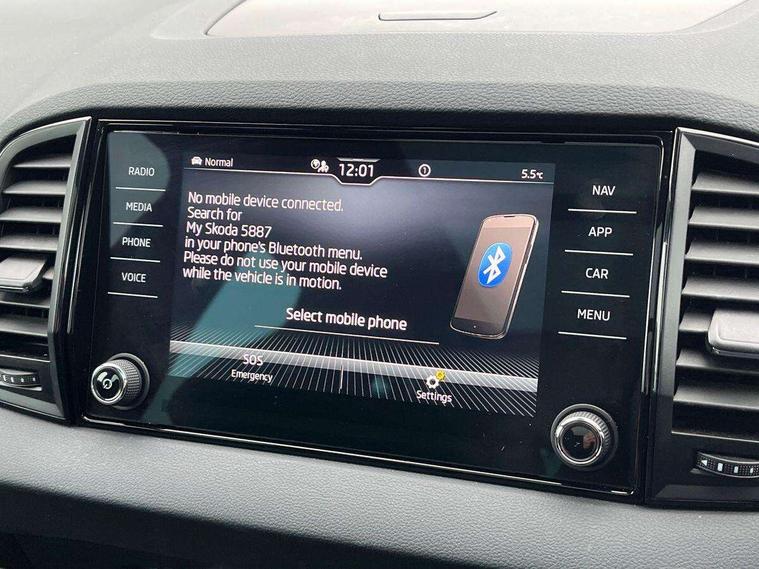 RADIO
MEDIA
PHONE
VOICE
Normal
12:01
1
5.5°C
No mobile device connected.
Search for
My Skoda 5887
in your phone's Bluetooth menu.
Please do not use your mobile device
while the vehicle is in motion.
Select mobile phone
SOS
Emergency
Settings
NAV
APP
CAR
MENU